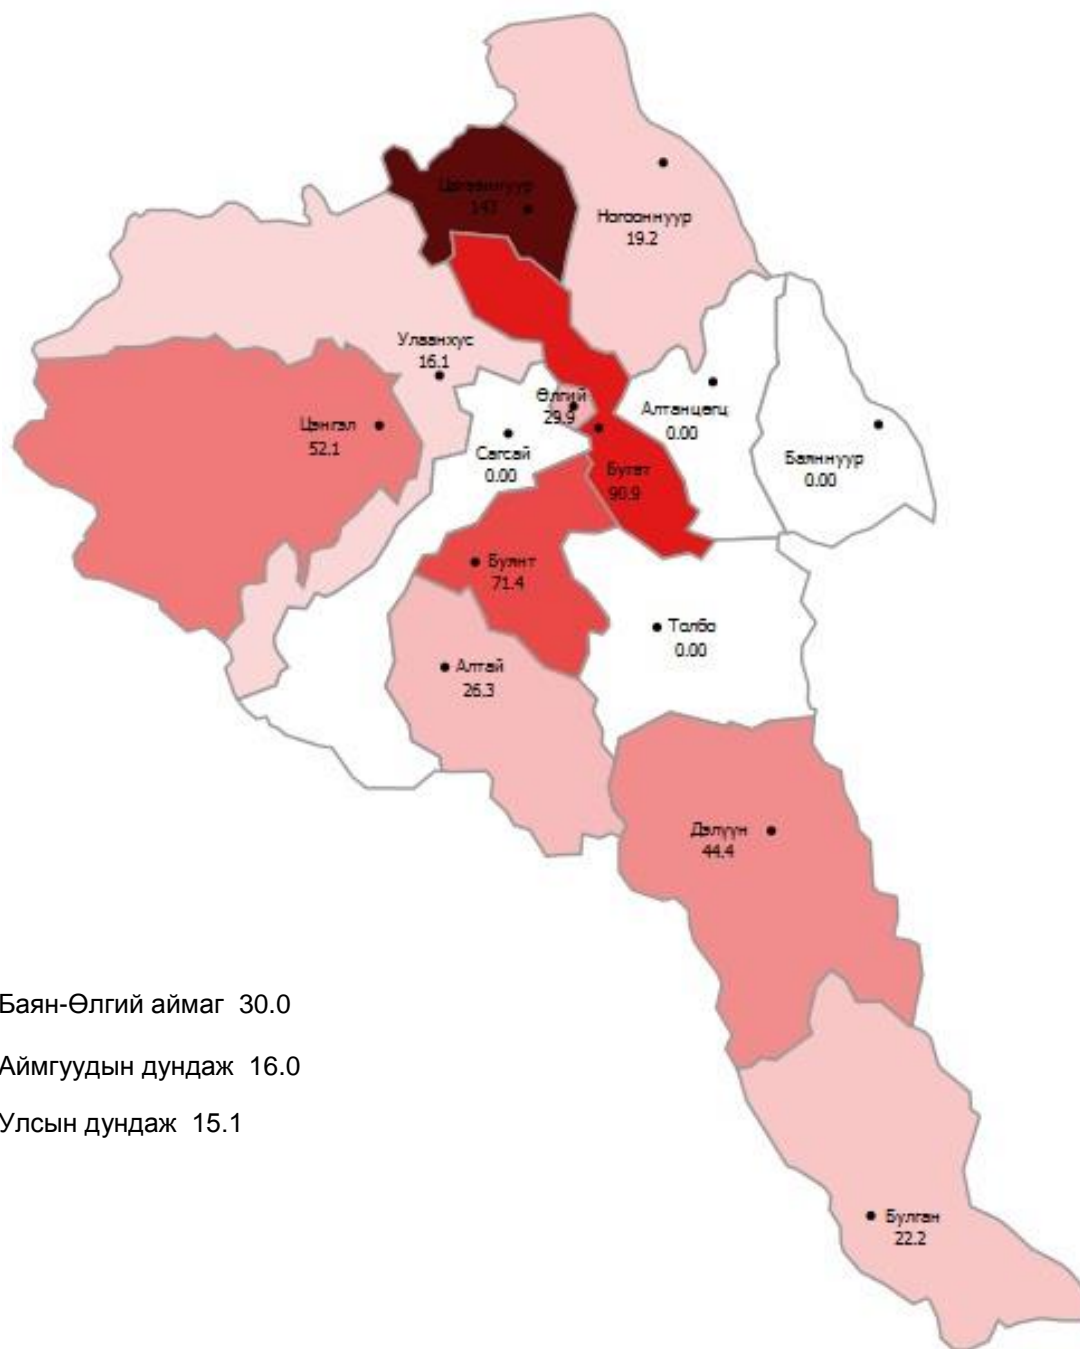 Цагааннуур
143
Ногооннуур
19.2
Улаанхус
16.1
Өлгий
29.9
Алтанцөгц
0.00
Цэнгэл
52.1
Сагсай
0.00
Баяннуур
0.00
Бугат
90.9
Буянт
71.4
Толбо
0.00
Алтай
26.3
Дэлүүн
44.4
Баян-Өлгий аймаг 30.0
Аймгуудын дундаж 16.0
Улсын дундаж 15.1
Булган
22.2